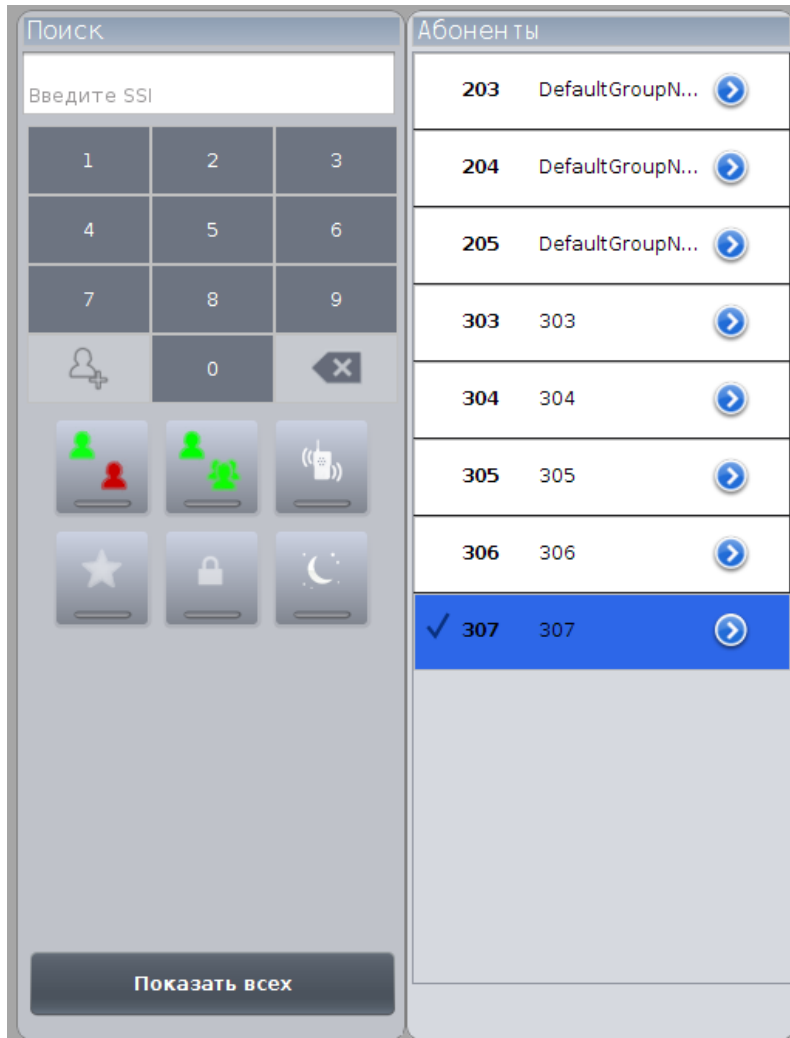 Поиск
Введите SSI
1 2 3
4 5 6
7 8 9
0
Показать всех
Абоненты
203 DefaultGroupN...
204 DefaultGroupN...
205 DefaultGroupN...
303 303
304 304
305 305
306 306
307 307